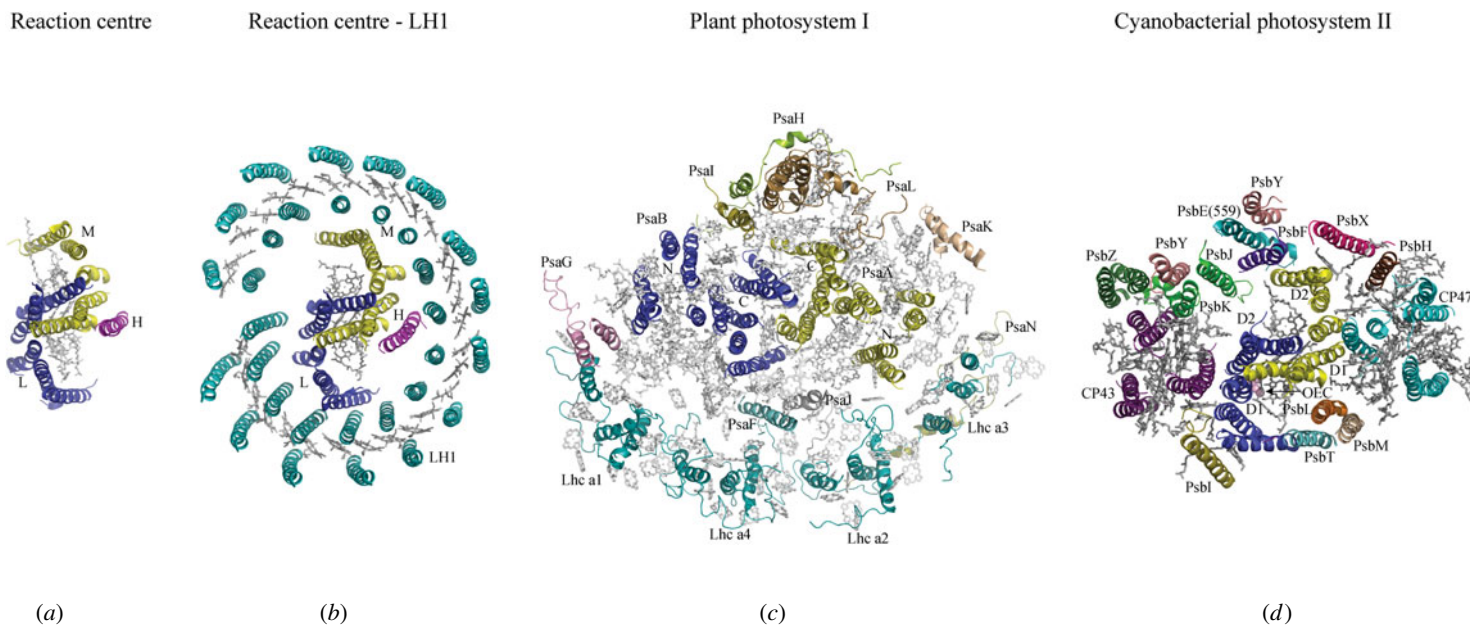 Reaction centre
Reaction centre - LH1
Plant photosystem I
Cyanobacterial photosystem II
M
H
L
M
H
L
LH1
PsaH
PsaI
PsaL
PsaB
PsaK
N
C
PsaA
PsaG
C
N
PsaN
PsaJ
PsaF
Lhc a3
Lhc a1
Lhc a4
Lhc a2
PsbY
PsbE(559)
PsbF
PsbX
PsbY
PsbJ
PsbH
PsbZ
D2
CP47
PsbK
D2
D1
CP43
OEC
D1
PsbI
PsbM
PsbT
PsbI
(a)
(b)
(c)
(d)